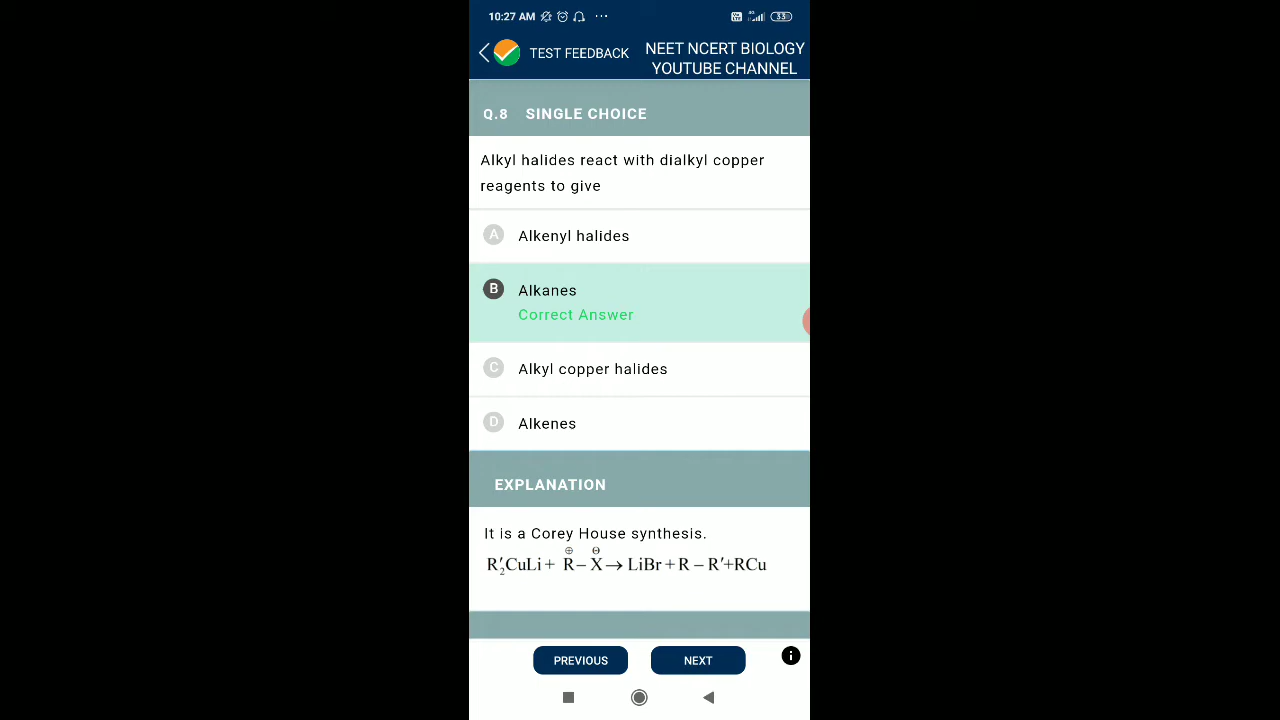 10:27 AM
33
TEST FEEDBACK
NEET NCERT BIOLOGY
YOUTUBE CHANNEL
Q.8 SINGLE CHOICE
Alkyl halides react with dialkyl copper
reagents to give
A Alkenyl halides
B Alkanes
Correct Answer
C Alkyl copper halides
D Alkenes
EXPLANATION
It is a Corey House synthesis.
R′₂CuLi + R⊕ – X⊖ → LiBr + R – R′+RCu
PREVIOUS
NEXT